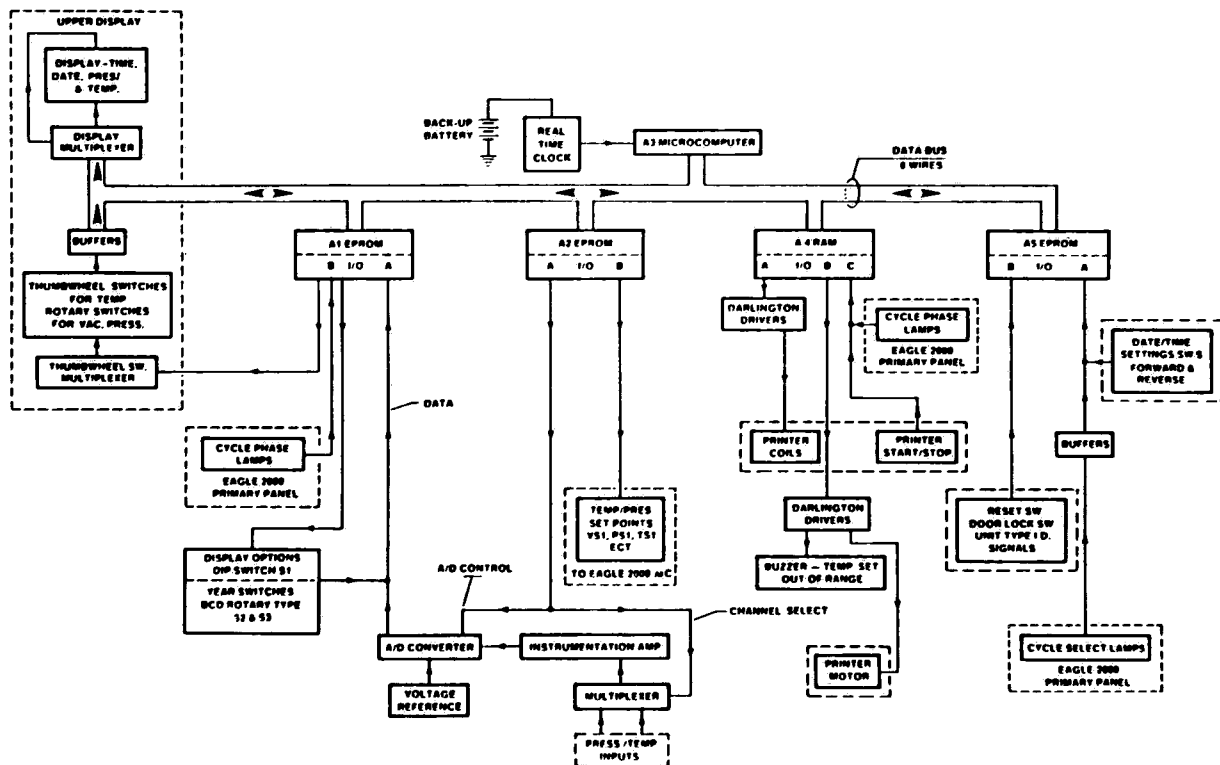 UPPER DISPLAY
DISPLAY-TIME,
DATE, PRES/
& TEMP.
DISPLAY
MULTIPLEXER
BUFFERS
THUMBWHEEL SWITCHES
FOR TEMP
ROTARY SWITCHES
FOR VAC, PRESS.
THUMBWHEEL SW.
MULTIPLEXER
BACK-UP
BATTERY
REAL
TIME
CLOCK
A3 MICROCOMPUTER
DATA BUS
8 WIRES
A1 EPROM
B I/O A
A2 EPROM
A I/O B
A4 RAM
A I/O B C
A5 EPROM
B I/O A
DARLINGTON
DRIVERS
CYCLE PHASE
LAMPS
EAGLE 2000
PRIMARY PANEL
DATE/TIME
SETTINGS SW'S
FORWARD &
REVERSE
DATA
CYCLE PHASE
LAMPS
EAGLE 2000
PRIMARY PANEL
PRINTER
COILS
PRINTER
START/STOP
BUFFERS
TEMP/PRES
SET POINTS
VS1, PS1, TS1
ECT
TO EAGLE 2000 μC
DARLINGTON
DRIVERS
RESET SW
DOOR LOCK SW
UNIT TYPE I.D.
SIGNALS
DISPLAY OPTIONS
DIP SWITCH S1
YEAR SWITCHES
BCD ROTARY TYPE
S2 & S3
A/D CONTROL
BUZZER - TEMP SET
OUT OF RANGE
CHANNEL SELECT
A/D CONVERTER
INSTRUMENTATION AMP
VOLTAGE
REFERENCE
MULTIPLEXER
PRINTER
MOTOR
CYCLE SELECT LAMPS
EAGLE 2000
PRIMARY PANEL
PRESS/TEMP
INPUTS